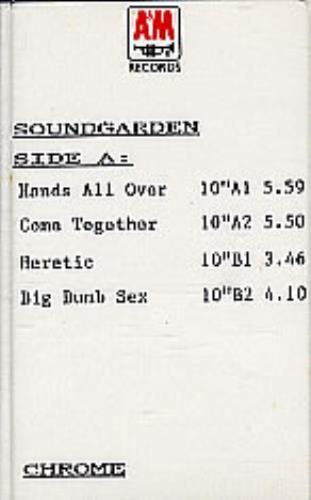 A&M
RECORDS
SOUNDGARDEN
SIDE A:
Hands All Over 10"A1 5.59
Come Together 10"A2 5.50
Heretic 10"B1 3.46
Big Dumb Sex 10"B2 4.10
CHROME